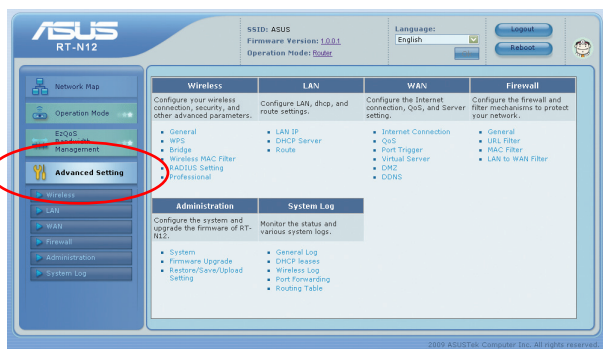 ASUS
RT-N12
SSID: ASUS
Firmware Version: 1.0.0.1
Operation Mode: Router
Language:
English
Logout
Reboot
Network Map
Operation Mode
EzQoS
Bandwidth
Management
Advanced Setting
Wireless
LAN
WAN
Firewall
Administration
System Log
Wireless
Configure your wireless
connection, security, and
other advanced parameters.
General
WPS
Bridge
Wireless MAC Filter
RADIUS Setting
Professional
LAN
Configure LAN, dhcp, and
route settings.
LAN IP
DHCP Server
Route
WAN
Configure the Internet
connection, QoS, and Server
setting.
Internet Connection
QoS
Port Trigger
Virtual Server
DMZ
DDNS
Firewall
Configure the firewall and
filter mechanisms to protect
your network.
General
URL Filter
MAC Filter
LAN to WAN Filter
Administration
Configure the system and
upgrade the firmware of RT-
N12.
System
Firmware Upgrade
Restore/Save/Upload
Setting
System Log
Monitor the status and
various system logs.
General Log
DHCP leases
Wireless Log
Port Forwarding
Routing Table
2009 ASUSTek Computer Inc. All rights reserved.